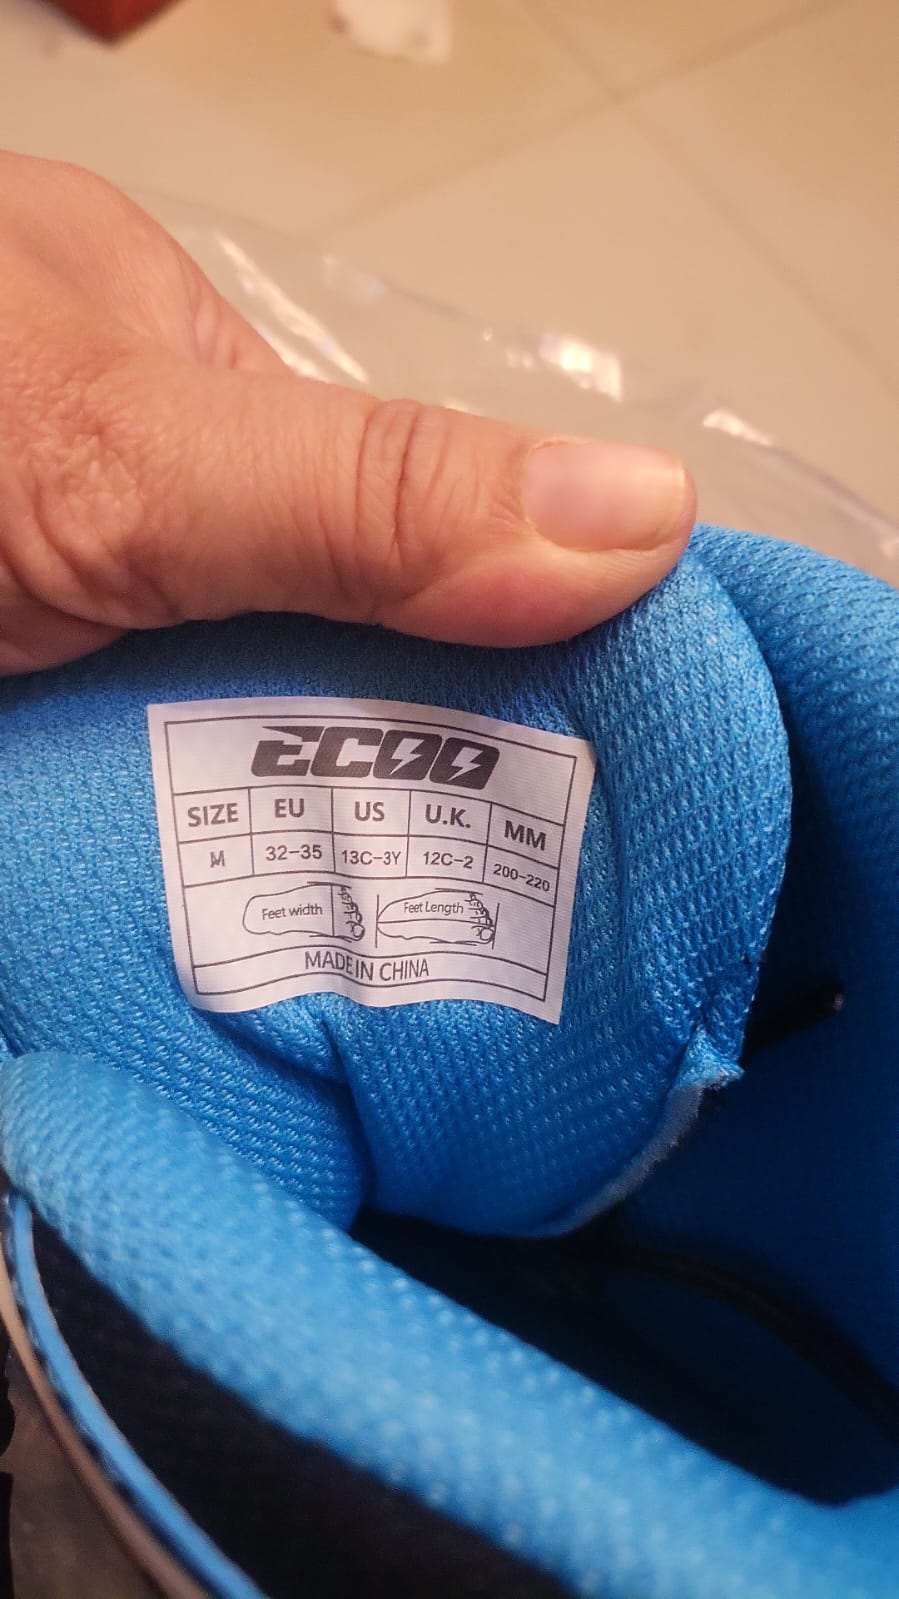 ECOO
SIZE EU US U.K. MM
M 32-35 13C-3Y 12C-2 200-220
Feet width Feet Length
MADE IN CHINA